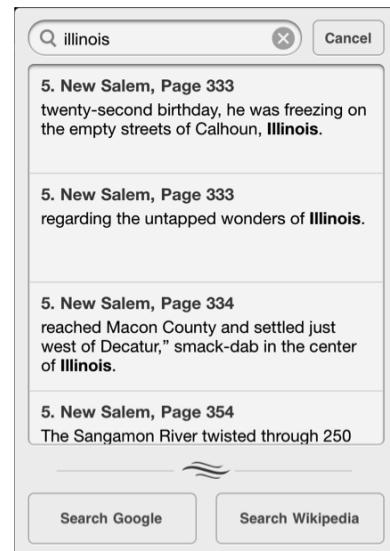 illinois
Cancel
5. New Salem, Page 333
twenty-second birthday, he was freezing on
the empty streets of Calhoun, Illinois.
5. New Salem, Page 333
regarding the untapped wonders of Illinois.
5. New Salem, Page 334
reached Macon County and settled just
west of Decatur,” smack-dab in the center
of Illinois.
5. New Salem, Page 354
The Sangamon River twisted through 250
Search Google
Search Wikipedia